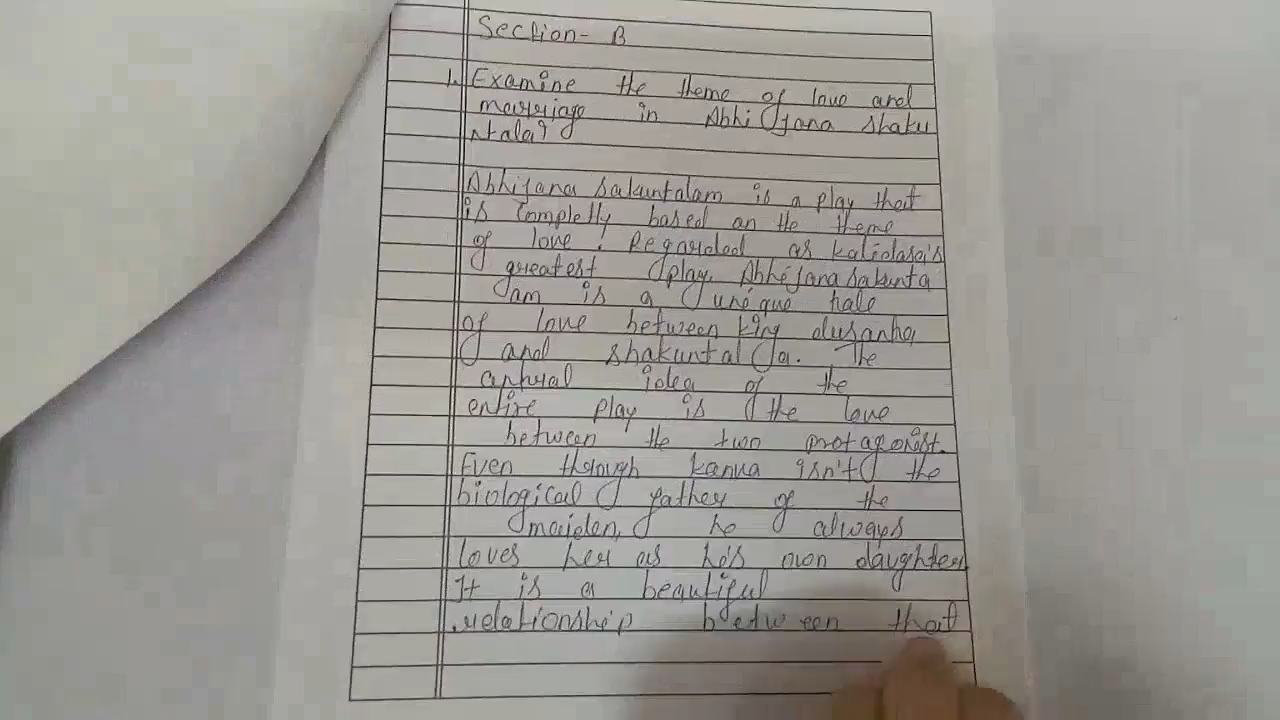 Section- B
1. Examine the theme of love and
marriage in Abhijana shaku
ntala?
Abhijana sakuntalam is a play that
is completly based on the theme
of love. Regarded as kalidasa's
greatest play. Abhijana sakunta
am is a unique tale
of love between king dusanha
and shakuntala. The
idea of the
entire play is the love
between the two protagonist.
Even though kanva isn't the
biological father of the
maiden, he always
loves her as his own daughter
It is a beautiful
relationship between that